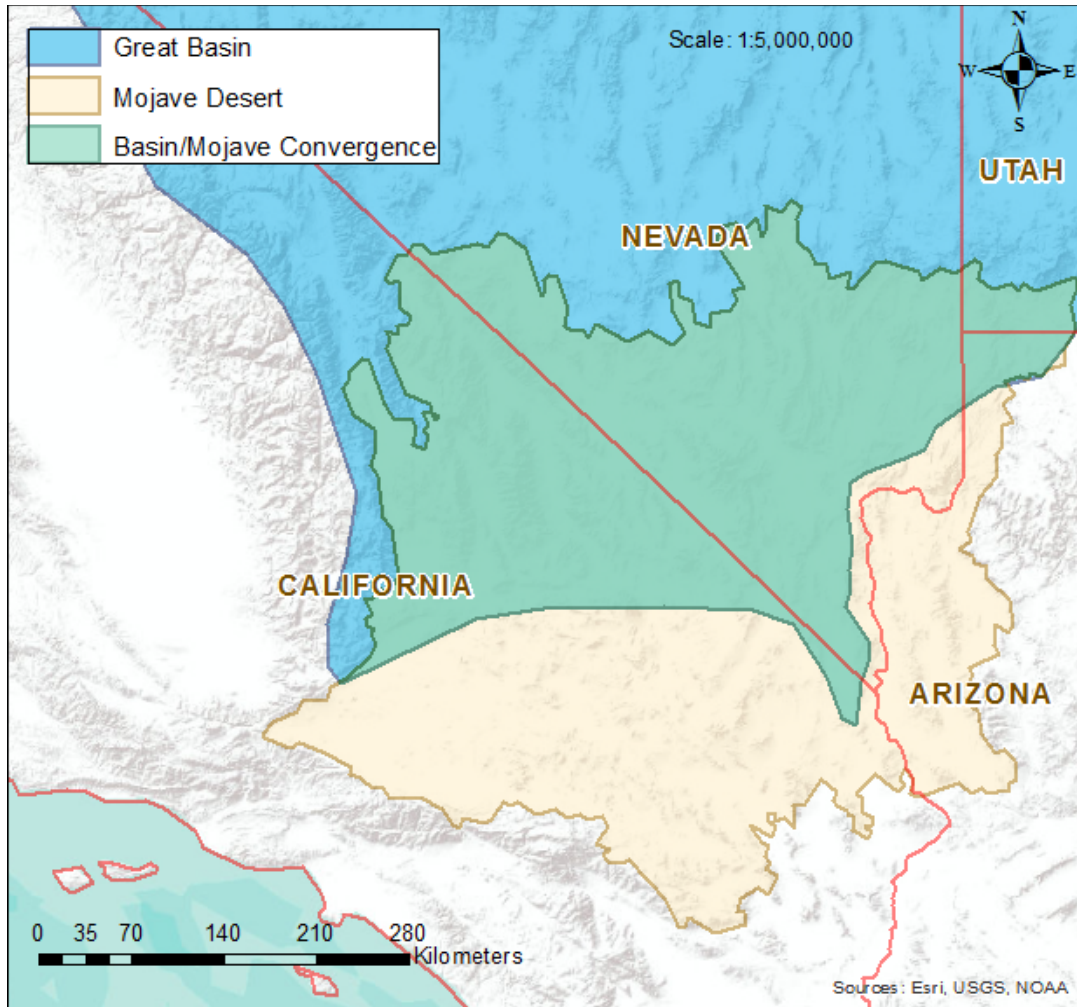 Great Basin
Mojave Desert
Basin/Mojave Convergence
Scale: 1:5,000,000
N
W E
S
UTAH
NEVADA
CALIFORNIA
ARIZONA
0 35 70 140 210 280
Kilometers
Sources: Esri, USGS, NOAA